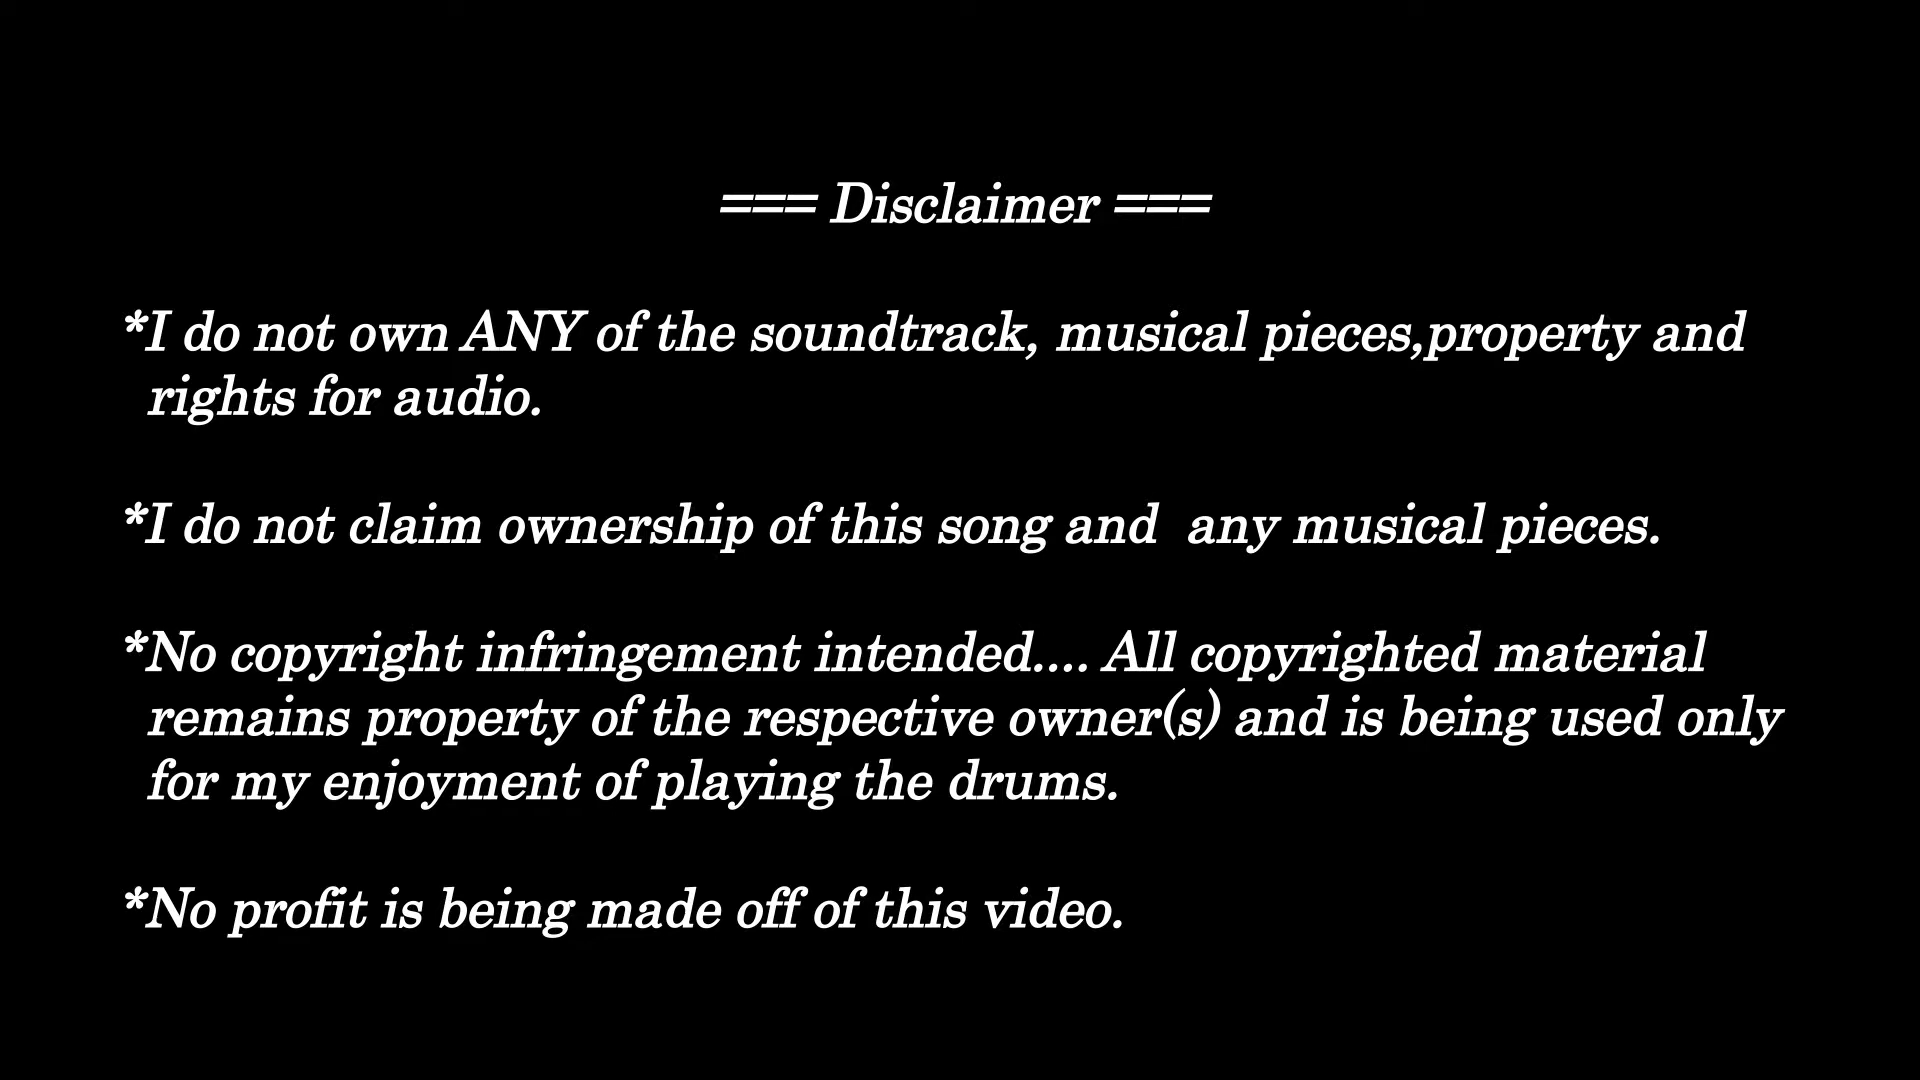 === Disclaimer ===
*I do not own ANY of the soundtrack, musical pieces,property and
rights for audio.
*I do not claim ownership of this song and  any musical pieces.
*No copyright infringement intended.... All copyrighted material
remains property of the respective owner(s) and is being used only
for my enjoyment of playing the drums.
*No profit is being made off of this video.